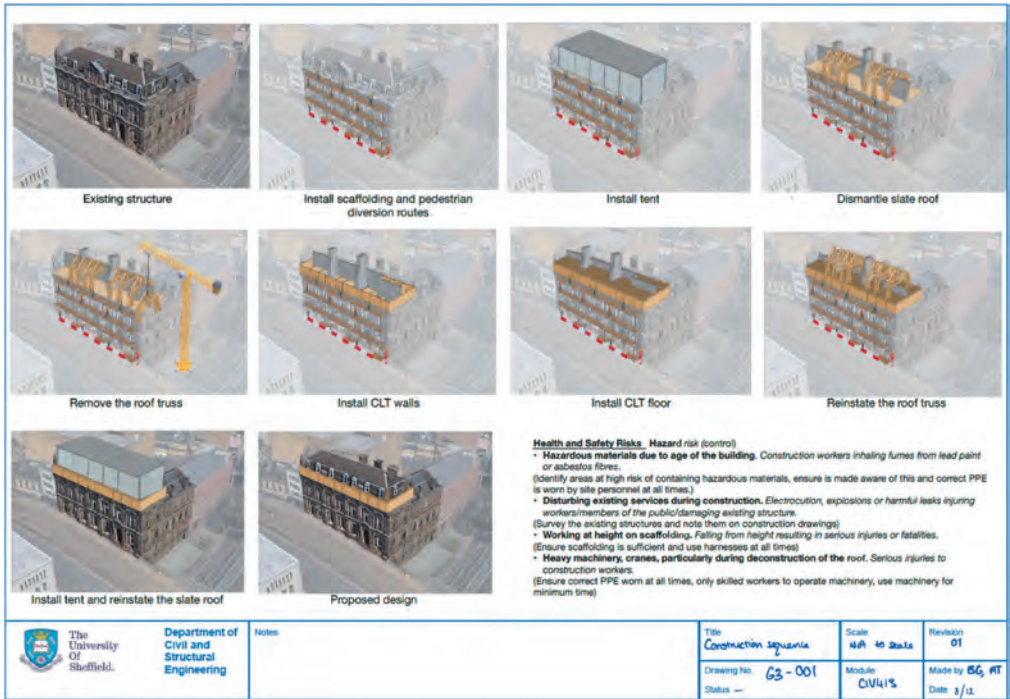 Existing structure
Install scaffolding and pedestrian
diversion routes
Install tent
Dismantle slate roof
Remove the roof truss
Install CLT walls
Install CLT floor
Reinstate the roof truss
Install tent and reinstate the slate roof
Proposed design
Health and Safety Risks Hazard risk (control)
• Hazardous materials due to age of the building. Construction workers inhaling fumes from lead paint
or asbestos fibres.
(Identify areas at high risk of containing hazardous materials, ensure is made aware of this and correct PPE
is worn by site personnel at all times.)
• Disturbing existing services during construction. Electrocution, explosions or harmful leaks injuring
workers/members of the public/damaging existing structure.
(Survey the existing structures and note them on construction drawings)
• Working at height on scaffolding. Falling from height resulting in serious injuries or fatalities.
(Ensure scaffolding is sufficient and use harnesses at all times)
• Heavy machinery, cranes, particularly during deconstruction of the roof. Serious injuries to
construction workers.
(Ensure correct PPE worn at all times, only skilled workers to operate machinery, use machinery for
minimum time)
The
University
Of
Sheffield.
Department of
Civil and
Structural
Engineering
Notes
Title
Construction sequence
Scale
NA to scale
Revision
01
Drawing No. G3-001
Status –
Module
CIV413
Made by BG, AT
Date 3/12